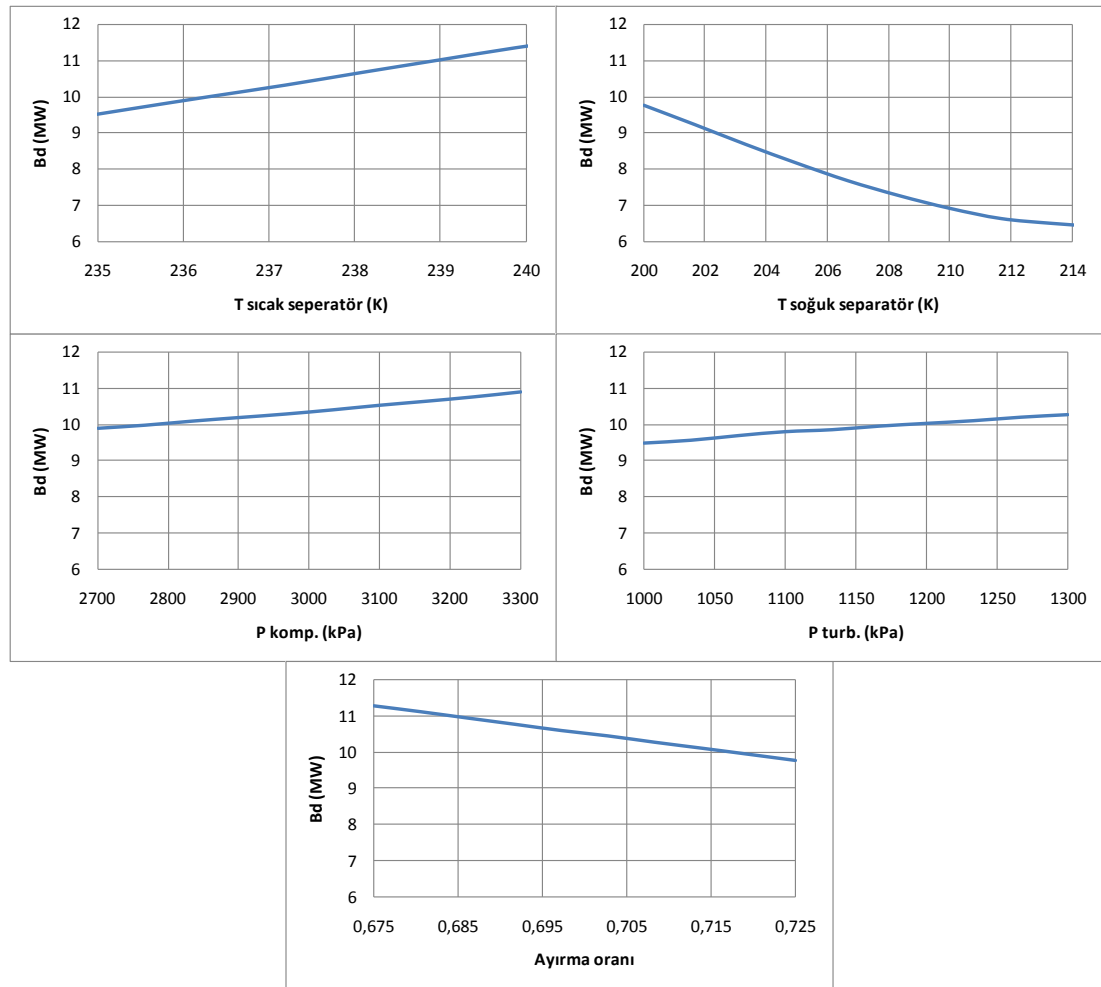 12
11
10
9
8
7
6
Bd (MW)
235 236 237 238 239 240
T sıcak seperatör (K)
12
11
10
9
8
7
6
Bd (MW)
200 202 204 206 208 210 212 214
T soğuk separatör (K)
12
11
10
9
8
7
6
Bd (MW)
2700 2800 2900 3000 3100 3200 3300
P komp. (kPa)
12
11
10
9
8
7
6
Bd (MW)
1000 1050 1100 1150 1200 1250 1300
P turb. (kPa)
12
11
10
9
8
7
6
Bd (MW)
0,675 0,685 0,695 0,705 0,715 0,725
Ayırma oranı